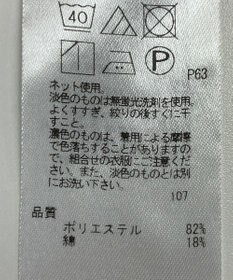 40
P
P63
ネット使用。
淡色のものは無蛍光洗剤を使用。
よくすすぎ、絞りの後すぐに干
すこと。
濃色のものは、着用による摩擦
で色落ちすることがありますの
で、組合せの衣服にご注意くだ
さい。また、淡色のものとは別
にお洗い下さい。
107
品質
ポリエステル 82%
綿 18%